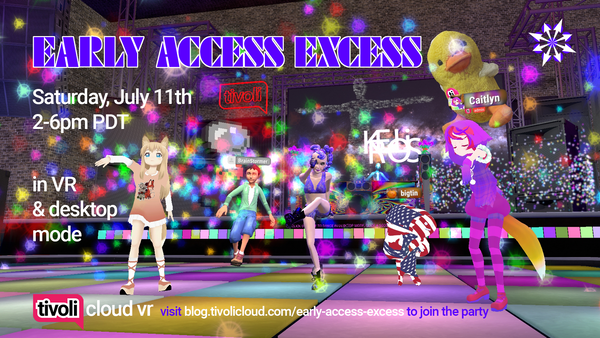 EARLY ACCESS EXCESS
Saturday, July 11th
2-6pm PDT
tivoli
Caitlyn
BrainStormer
bigtin
in VR
& desktop
mode
tivoli cloud vr visit blog.tivolicloud.com/early-access-excess to join the party